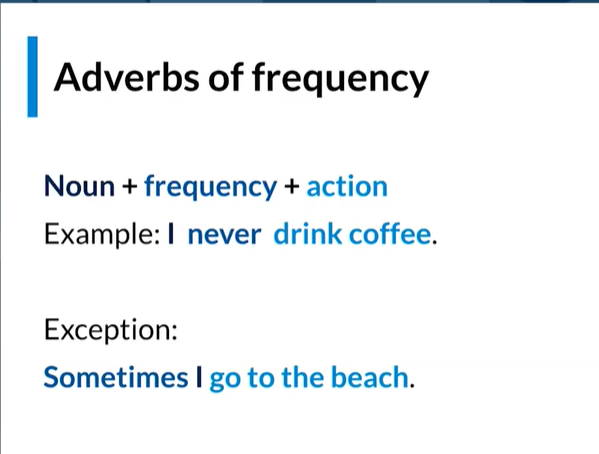 Adverbs of frequency
Noun + frequency + action
Example: I never drink coffee.
Exception:
Sometimes I go to the beach.